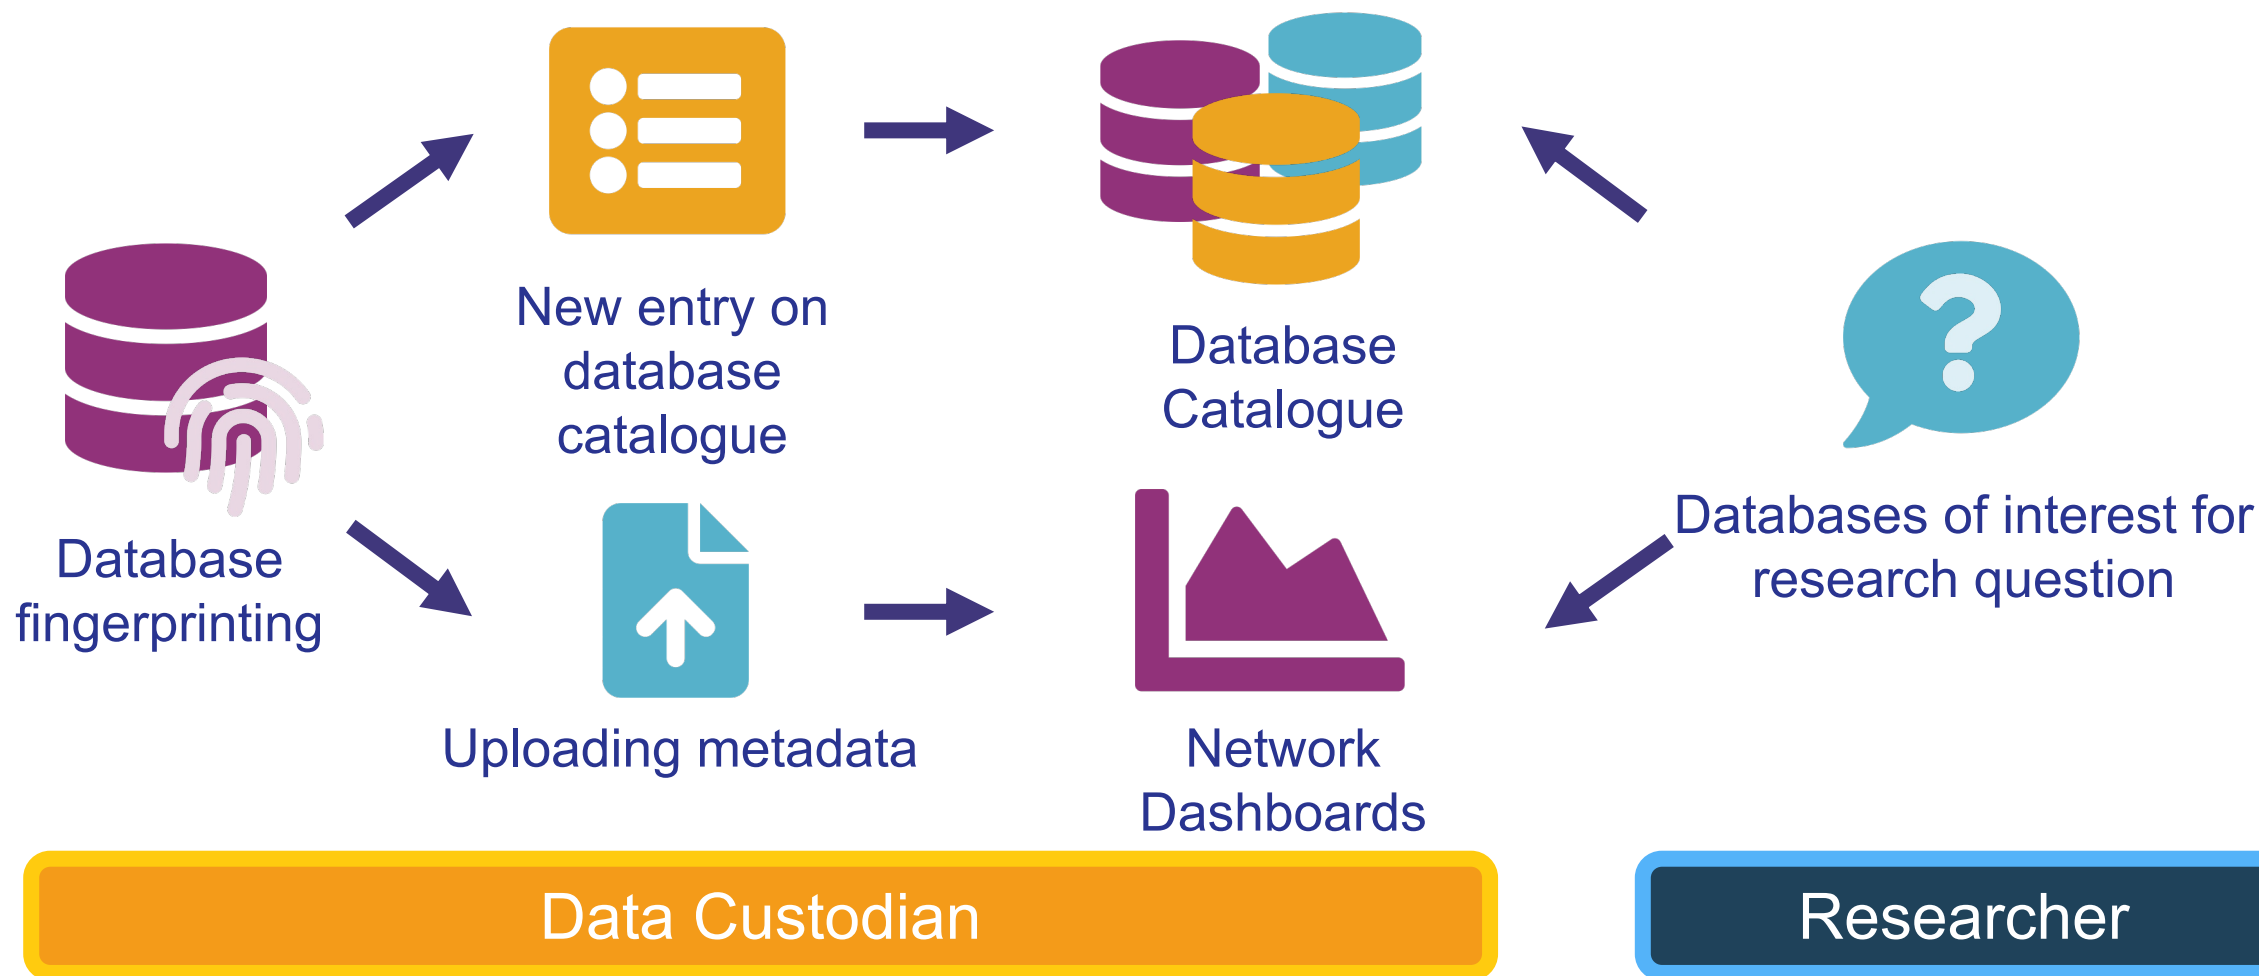 New entry on
database
catalogue
Database
Catalogue
?
Databases of interest for
research question
Database
fingerprinting
Uploading metadata
Network
Dashboards
Data Custodian
Researcher